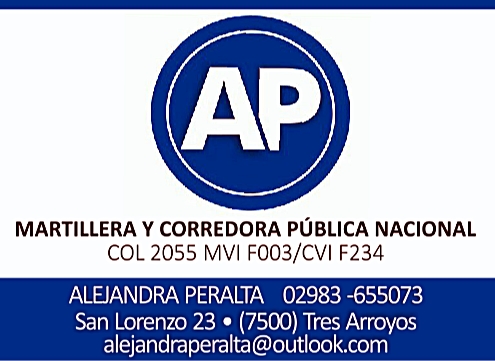 AP
MARTILLERA Y CORREDORA PÚBLICA NACIONAL
COL 2055 MVI F003/CVI F234
ALEJANDRA PERALTA 02983 -655073
San Lorenzo 23 • (7500) Tres Arroyos
alejandraperalta@outlook.com